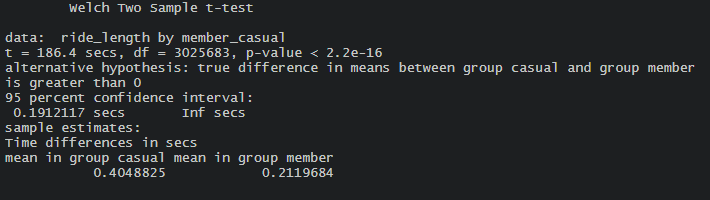 Welch Two Sample t-test
data:  ride_length by member_casual
t = 186.4 secs, df = 3025683, p-value < 2.2e-16
alternative hypothesis: true difference in means between group casual and group member
is greater than 0
95 percent confidence interval:
 0.1912117 secs       Inf secs
sample estimates:
Time differences in secs
mean in group casual mean in group member
           0.4048825            0.2119684